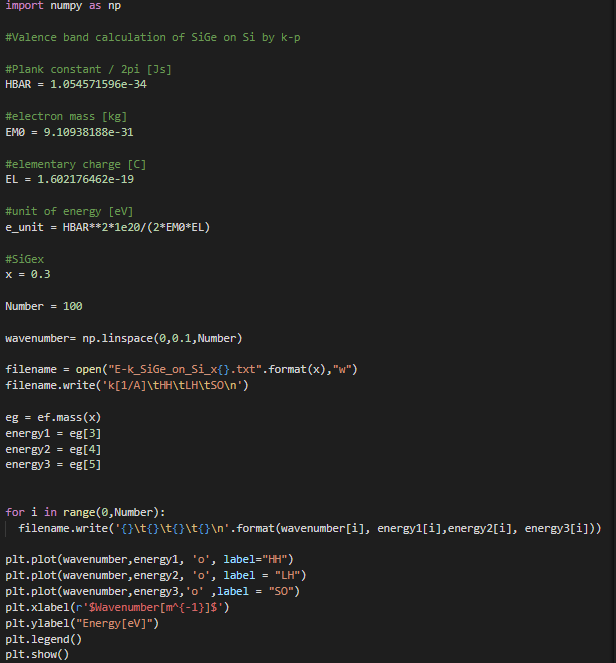 import numpy as np
#Valence band calculation of SiGe on Si by k-p
#Plank constant / 2pi [Js]
HBAR = 1.054571596e-34
#electron mass [kg]
EM0 = 9.10938188e-31
#elementary charge [C]
EL = 1.602176462e-19
#unit of energy [eV]
e_unit = HBAR**2*1e20/(2*EM0*EL)
#SiGex
x = 0.3
Number = 100
wavenumber= np.linspace(0,0.1,Number)
filename = open("E-k_SiGe_on_Si_x{}.txt".format(x),"w")
filename.write('k[1/A]\tHH\tLH\tSO\n')
eg = ef.mass(x)
energy1 = eg[3]
energy2 = eg[4]
energy3 = eg[5]
for i in range(0,Number):
  filename.write('{}\t{}\t{}\t{}\n'.format(wavenumber[i], energy1[i],energy2[i], energy3[i]))
plt.plot(wavenumber,energy1, 'o', label="HH")
plt.plot(wavenumber,energy2, 'o', label = "LH")
plt.plot(wavenumber,energy3,'o' ,label = "SO")
plt.xlabel(r'$Wavenumber[m^{-1}]$')
plt.ylabel("Energy[eV]")
plt.legend()
plt.show()